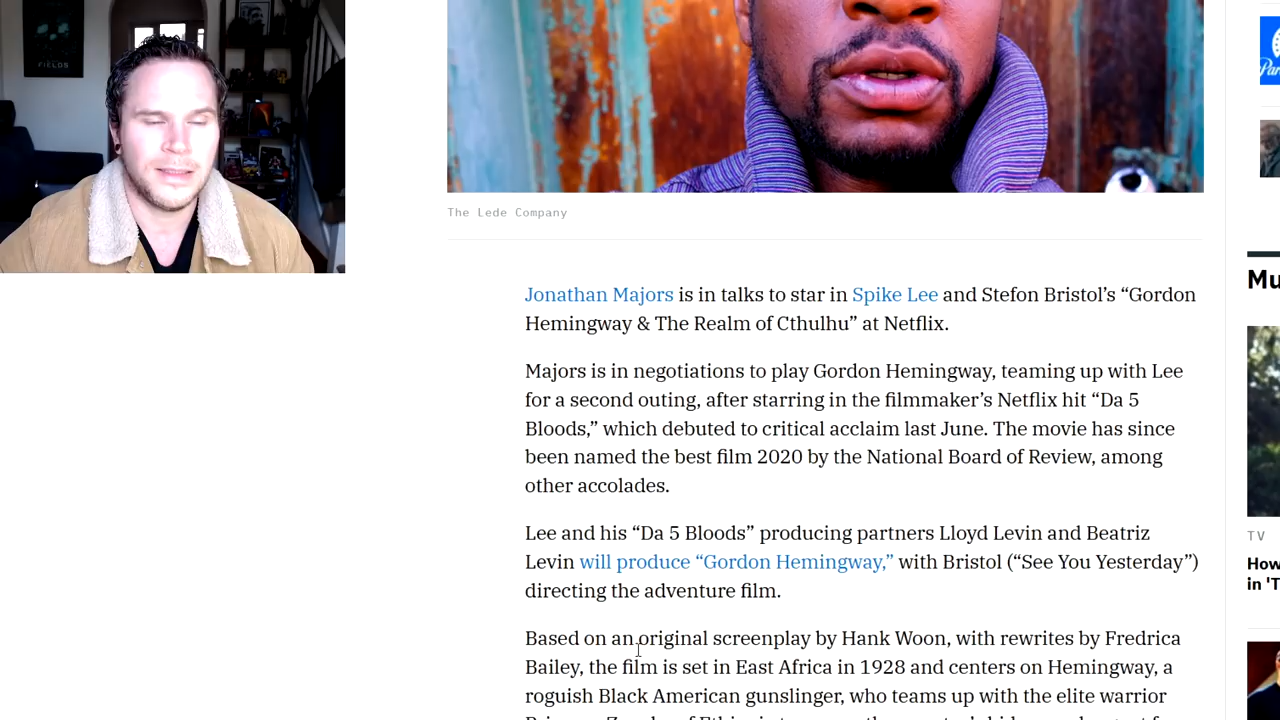 FIELDS
The Lede Company
Jonathan Majors is in talks to star in Spike Lee and Stefon Bristol’s “Gordon
Hemingway & The Realm of Cthulhu” at Netflix.
Majors is in negotiations to play Gordon Hemingway, teaming up with Lee
for a second outing, after starring in the filmmaker’s Netflix hit “Da 5
Bloods,” which debuted to critical acclaim last June. The movie has since
been named the best film 2020 by the National Board of Review, among
other accolades.
Lee and his “Da 5 Bloods” producing partners Lloyd Levin and Beatriz
Levin will produce “Gordon Hemingway,” with Bristol (“See You Yesterday”)
directing the adventure film.
Based on an original screenplay by Hank Woon, with rewrites by Fredrica
Bailey, the film is set in East Africa in 1928 and centers on Hemingway, a
roguish Black American gunslinger, who teams up with the elite warrior
Par
Mu
TV
How
in 'T